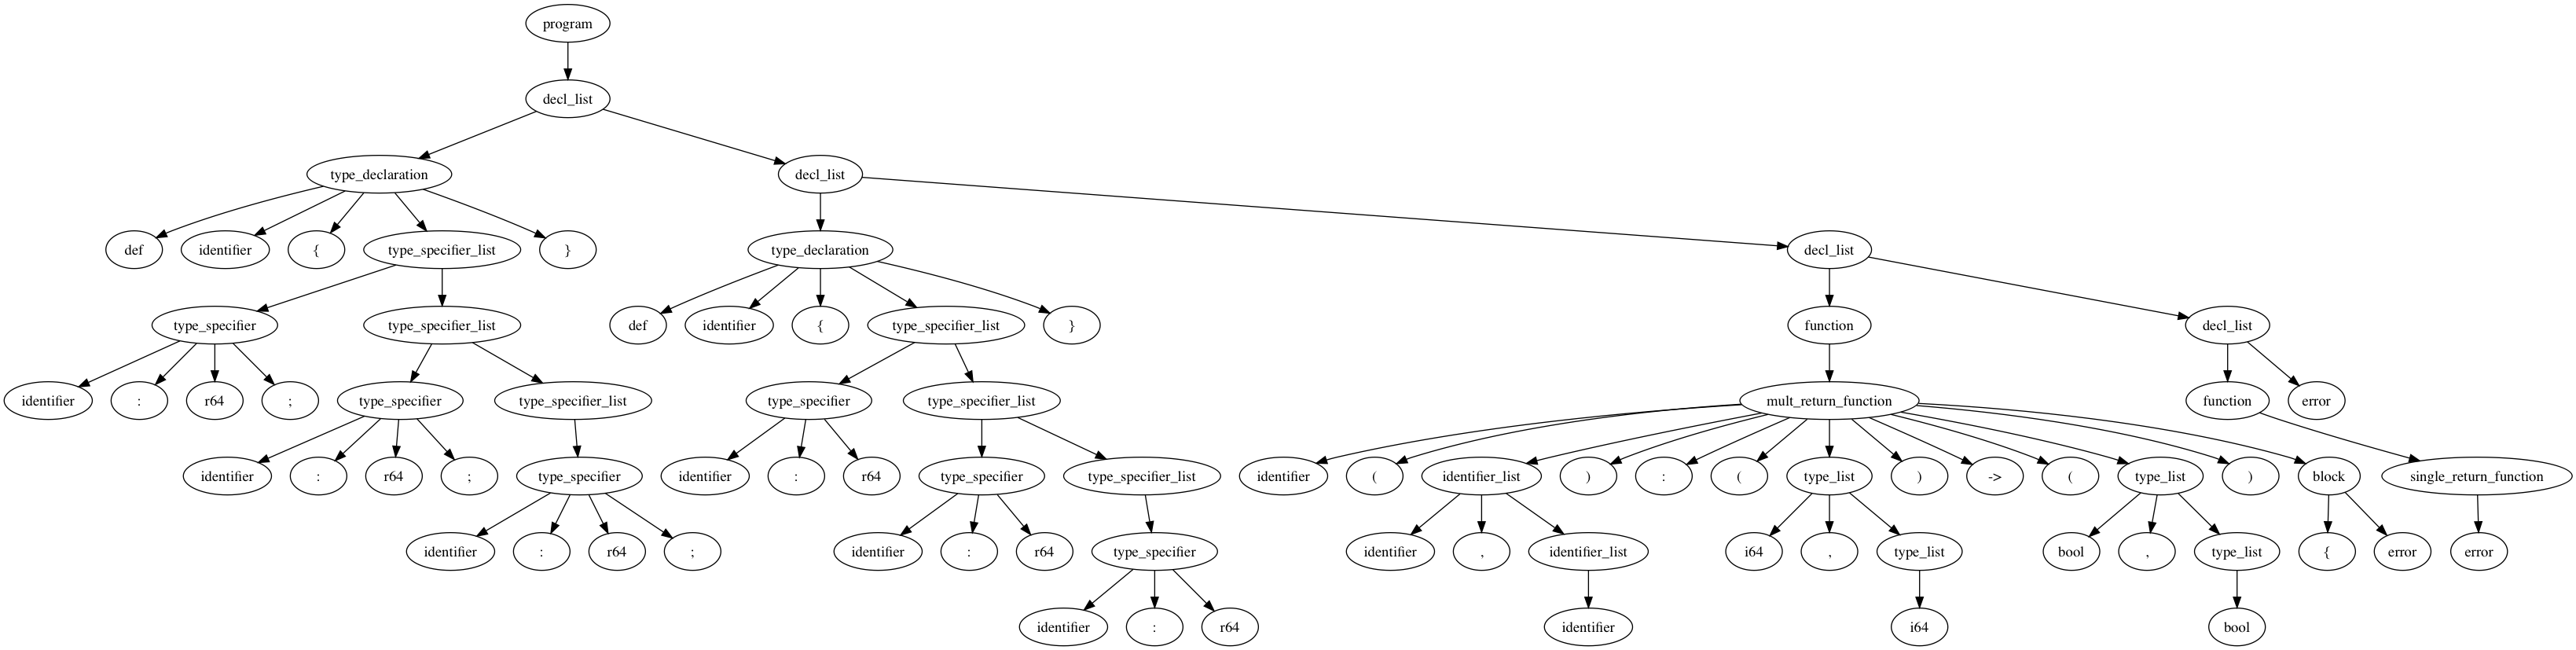 program
decl_list
type_declaration decl_list
def identifier { type_specifier_list } type_declaration decl_list
type_specifier type_specifier_list def identifier { type_specifier_list } function decl_list
identifier : r64 ; type_specifier type_specifier_list type_specifier type_specifier_list mult_return_function function error
identifier : r64 ; type_specifier identifier : r64 type_specifier type_specifier_list identifier ( identifier_list ) : ( type_list ) -> ( type_list ) block single_return_function
identifier : r64 ; identifier : r64 type_specifier identifier , identifier_list i64 , type_list bool , type_list { error error
identifier : r64 identifier i64 bool